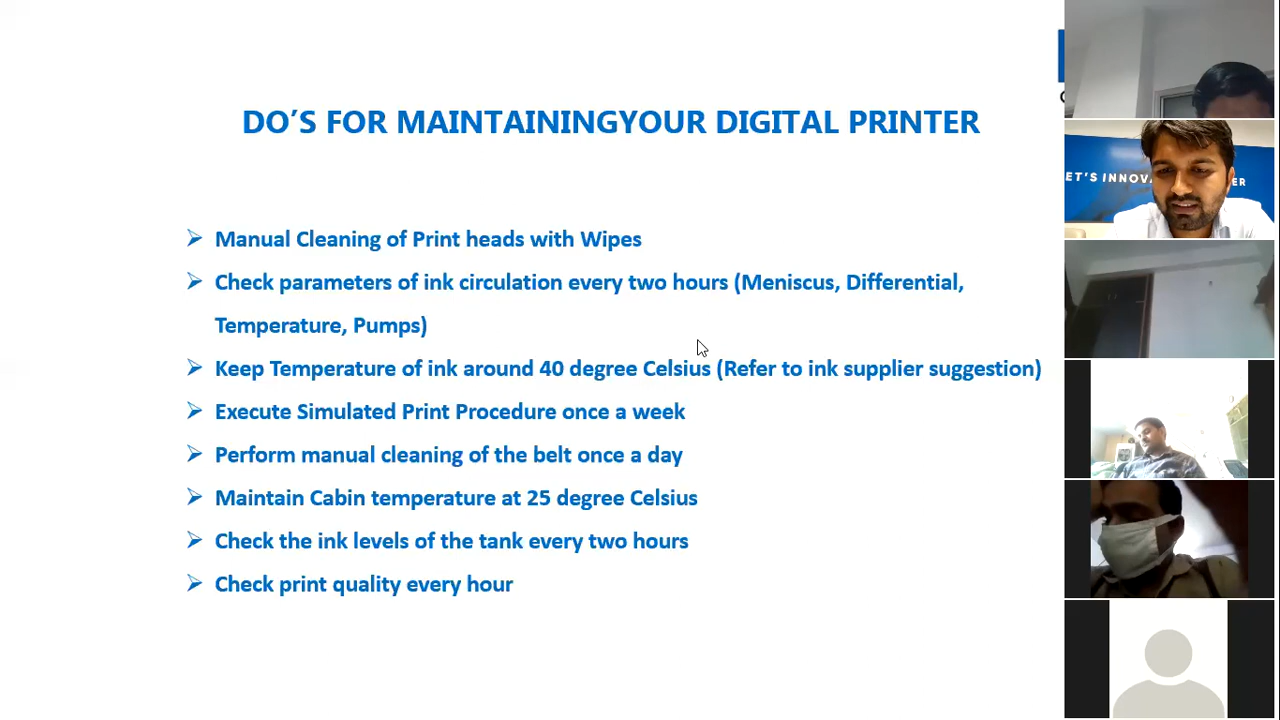 DO’S FOR MAINTAININGYOUR DIGITAL PRINTER
Manual Cleaning of Print heads with Wipes
Check parameters of ink circulation every two hours (Meniscus, Differential,
Temperature, Pumps)
Keep Temperature of ink around 40 degree Celsius (Refer to ink supplier suggestion)
Execute Simulated Print Procedure once a week
Perform manual cleaning of the belt once a day
Maintain Cabin temperature at 25 degree Celsius
Check the ink levels of the tank every two hours
Check print quality every hour